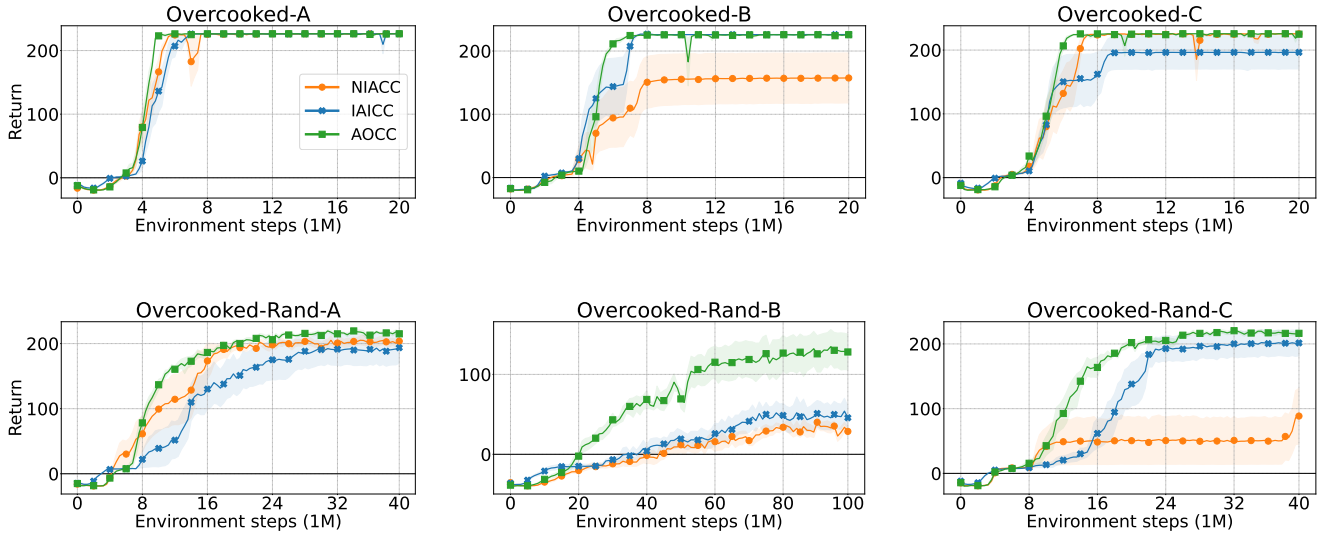 Overcooked-A
Return
200
100
0
NIACC
IAICC
AOCC
0 4 8 12 16 20
Environment steps (1M)
Overcooked-B
200
100
0
0 4 8 12 16 20
Environment steps (1M)
Overcooked-C
200
100
0
0 4 8 12 16 20
Environment steps (1M)
Overcooked-Rand-A
Return
200
100
0
0 8 16 24 32 40
Environment steps (1M)
Overcooked-Rand-B
100
0
0 20 40 60 80 100
Environment steps (1M)
Overcooked-Rand-C
200
100
0
0 8 16 24 32 40
Environment steps (1M)